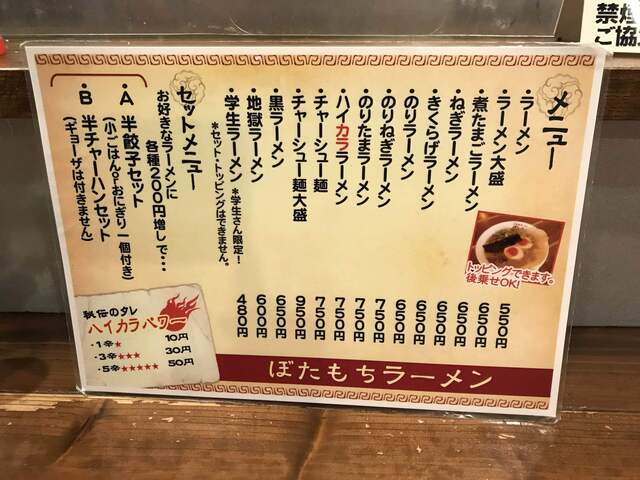 禁煙
ご協
メニュー
・ラーメン 550円
・ラーメン大盛 650円
・煮たまごラーメン 650円
・ねぎラーメン 650円
・きくらげラーメン 650円
・のりラーメン 650円
・のりねぎラーメン 750円
・のりたまラーメン 750円
・ハイカララーメン 750円
・チャーシュー麺 750円
・チャーシュー麺大盛 950円
・黒ラーメン 650円
・地獄ラーメン 600円
・学生ラーメン 480円
*学生さん限定!
*セット・トッピングはできません。
トッピングできます。
後乗せOK!
セットメニュー
お好きなラーメンに
各種200円増しで・・・
・A 半餃子セット
(小ごはんorおにぎり一個付き)
・B 半チャーハンセット
(ギョーザは付きません)
秘伝のタレ
ハイカラパワー
・1辛★ 10円
・3辛★★★ 30円
・5辛★★★★★ 50円
ぼたもちラーメン